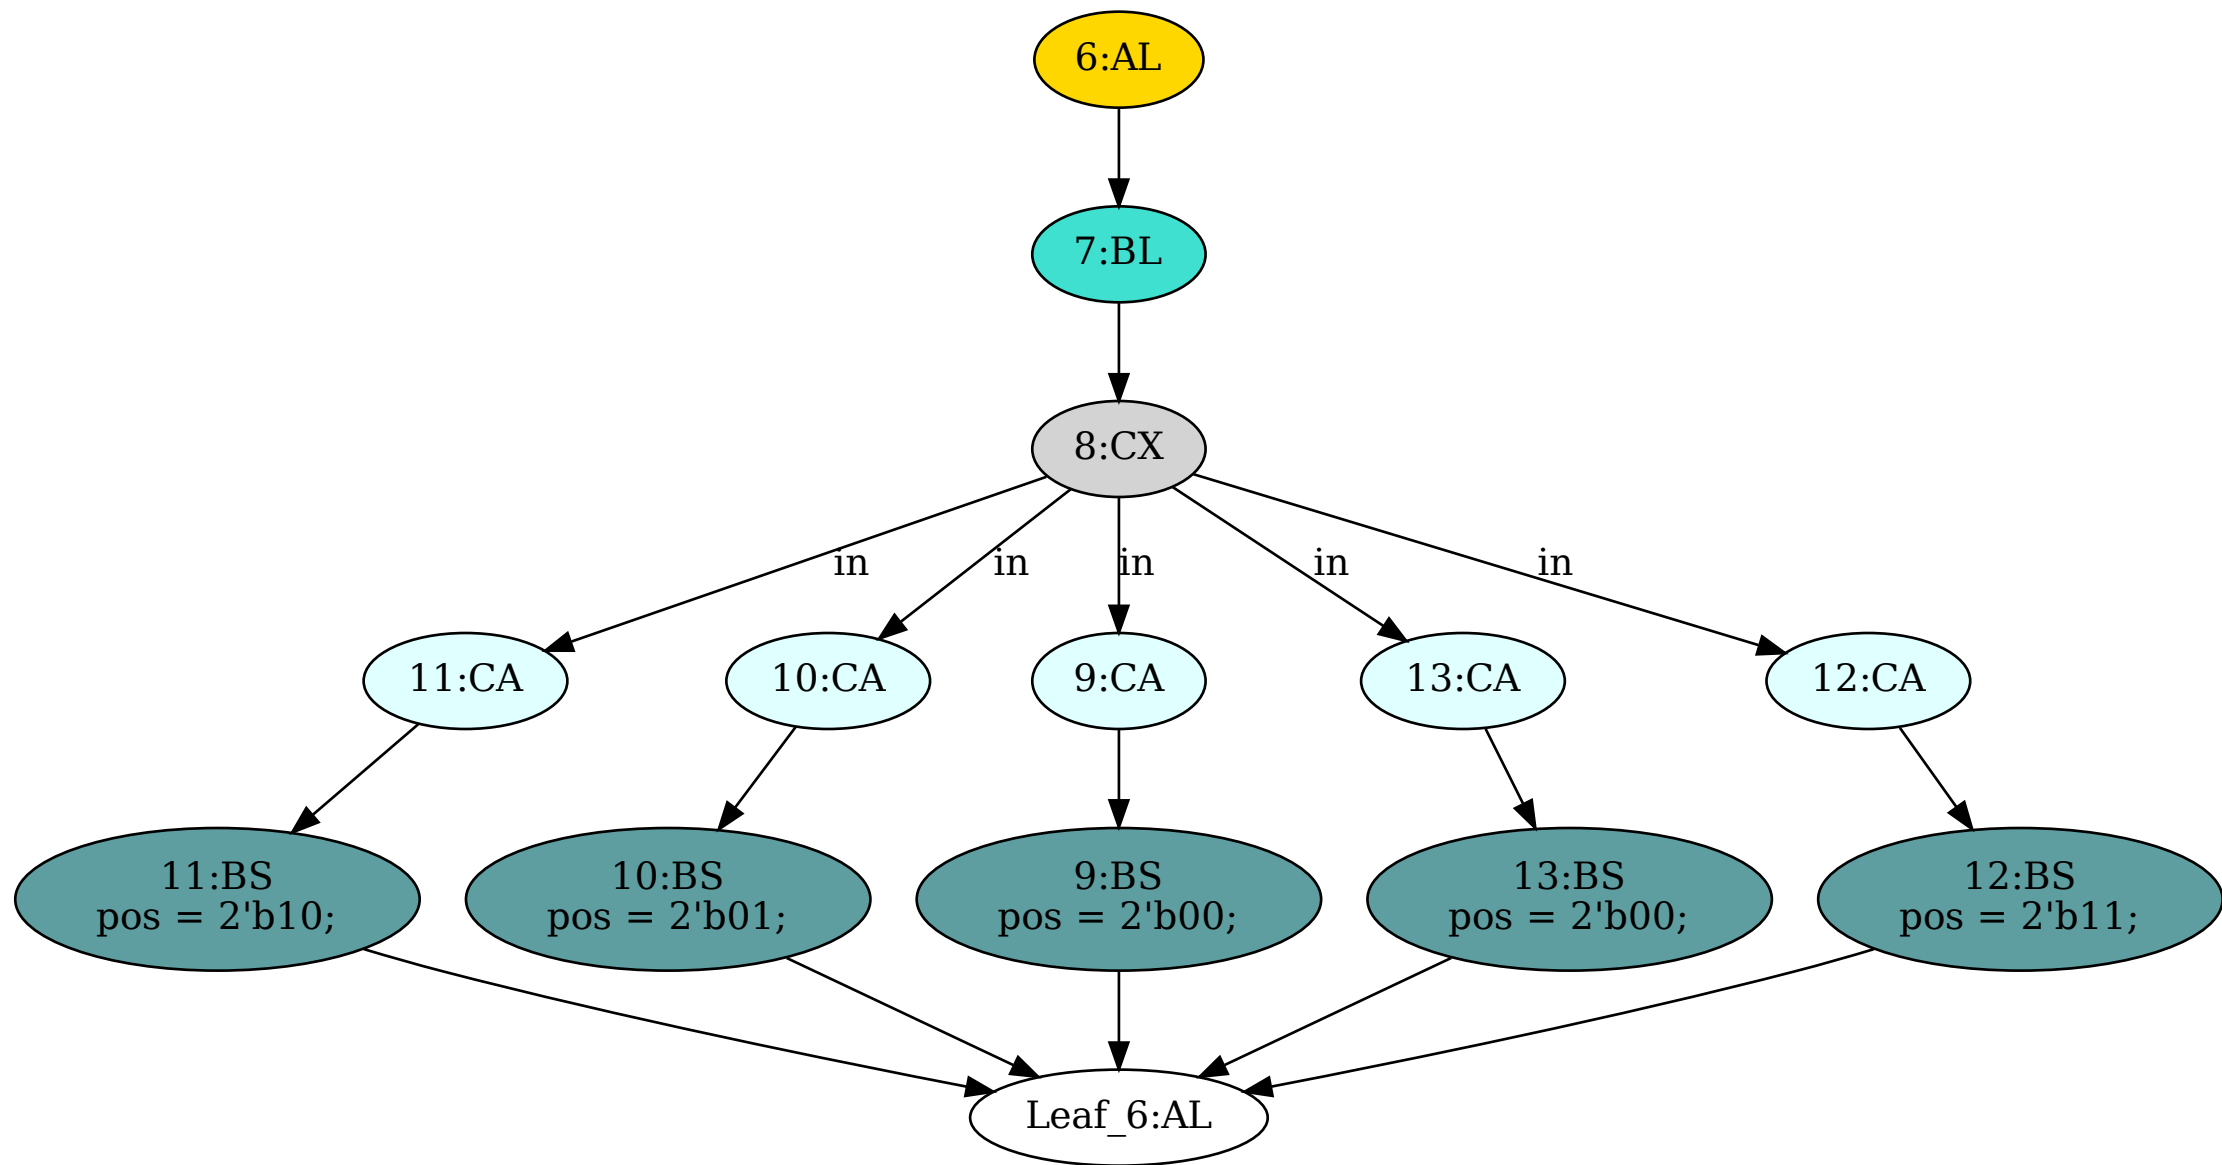 6:AL
7:BL
8:CX
in
in
in
in
in
11:CA
10:CA
9:CA
13:CA
12:CA
11:BS
pos = 2'b10;
10:BS
pos = 2'b01;
9:BS
pos = 2'b00;
13:BS
pos = 2'b00;
12:BS
pos = 2'b11;
Leaf_6:AL